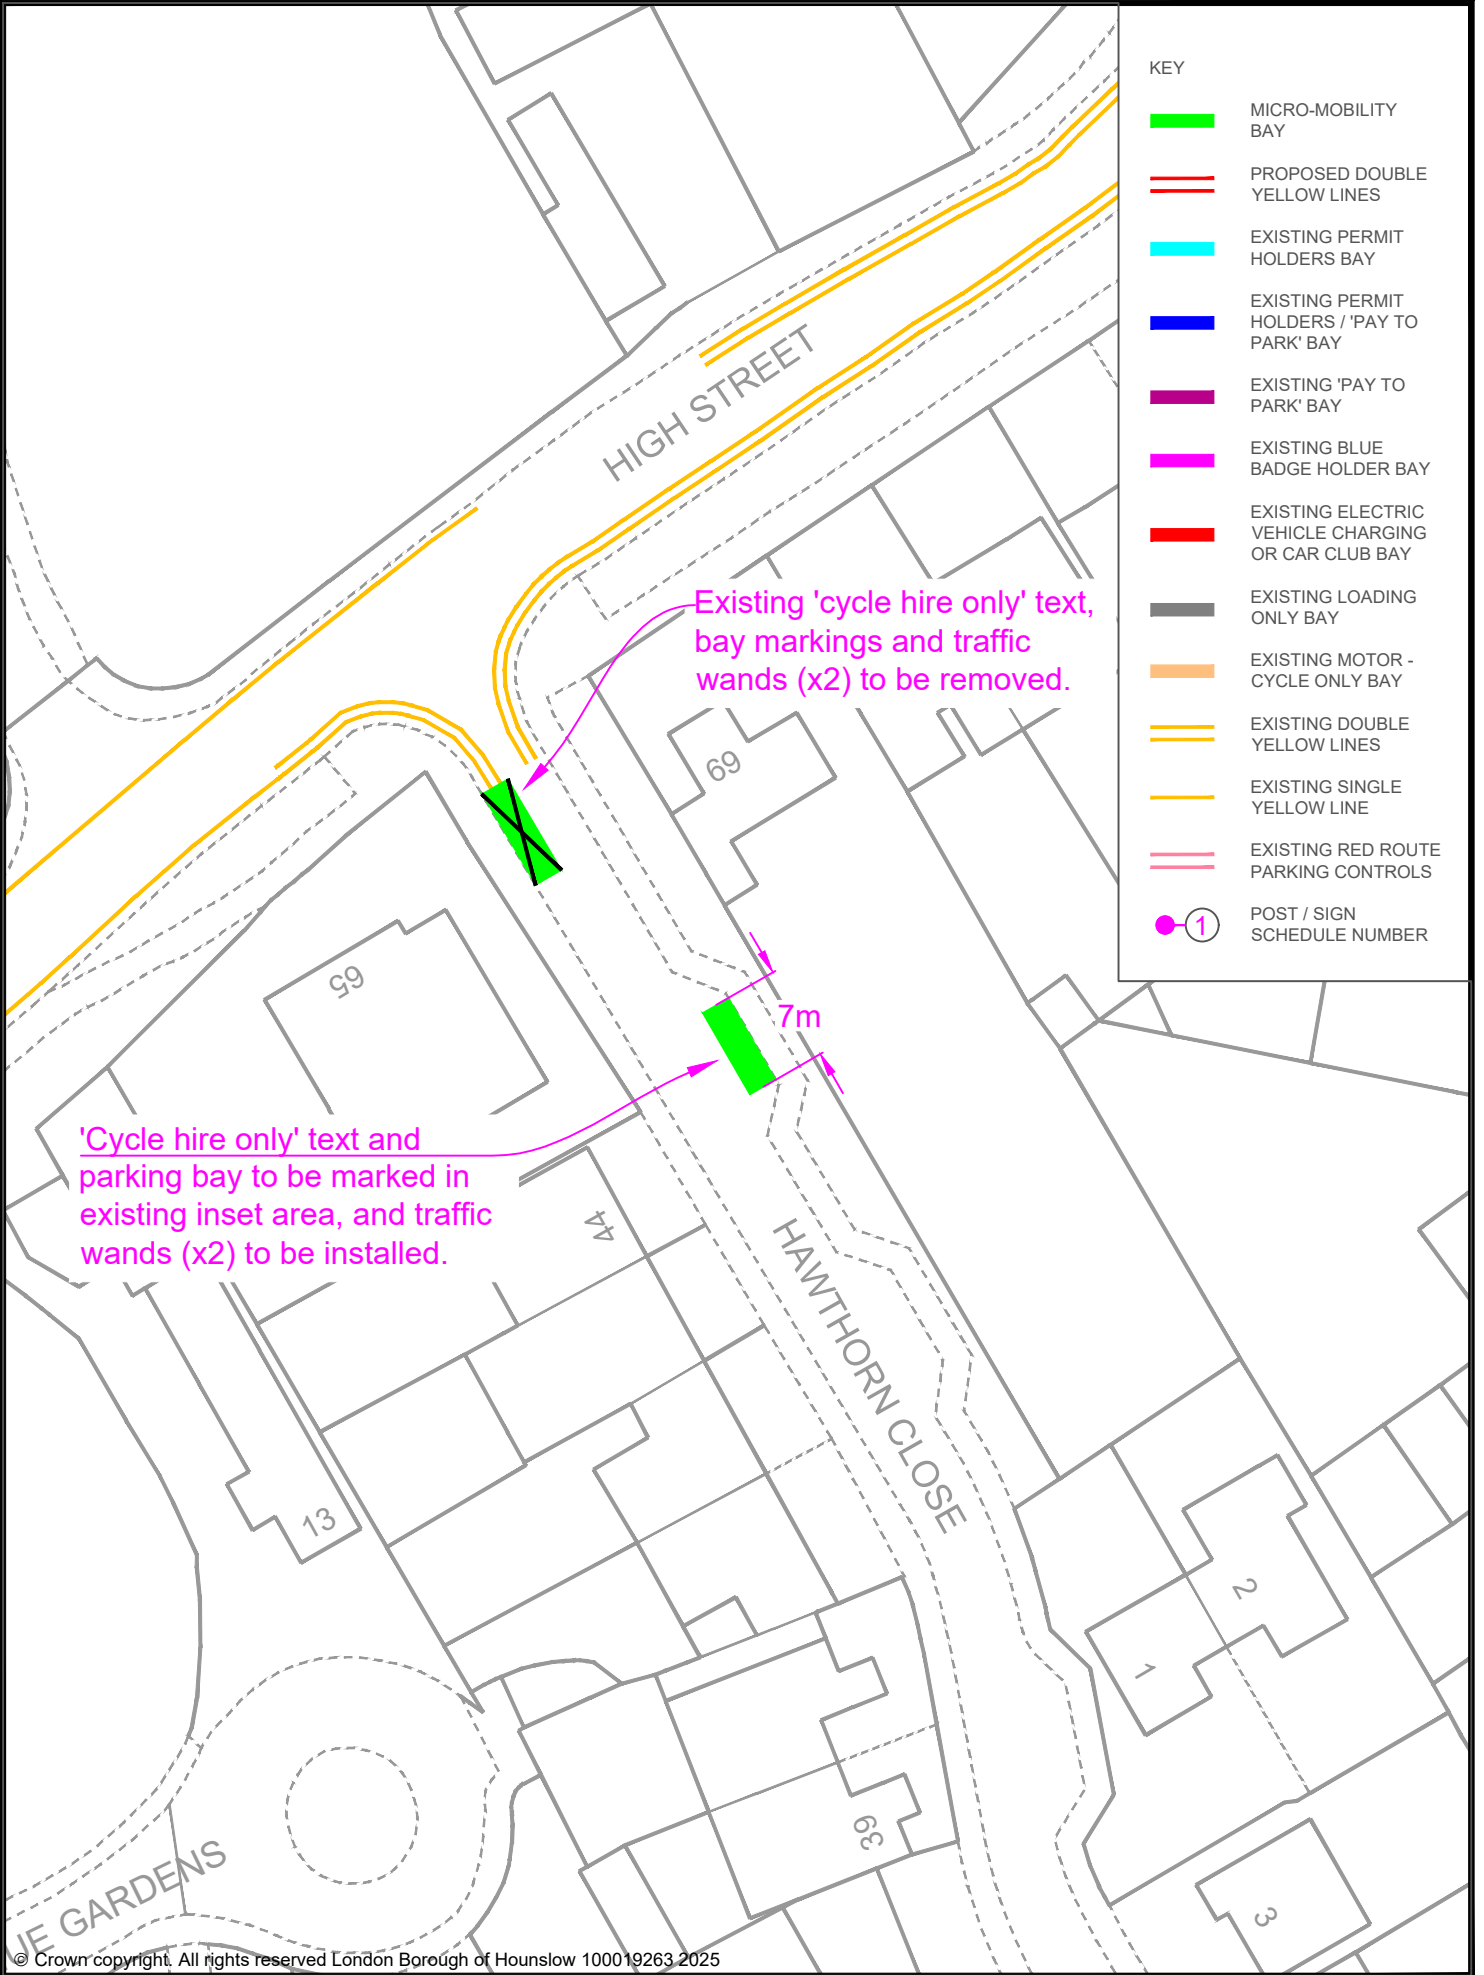 KEY
MICRO-MOBILITY
BAY
PROPOSED DOUBLE
YELLOW LINES
EXISTING PERMIT
HOLDERS BAY
EXISTING PERMIT
HOLDERS / 'PAY TO
PARK' BAY
EXISTING 'PAY TO
PARK' BAY
EXISTING BLUE
BADGE HOLDER BAY
EXISTING ELECTRIC
VEHICLE CHARGING
OR CAR CLUB BAY
EXISTING LOADING
ONLY BAY
EXISTING MOTOR -
CYCLE ONLY BAY
EXISTING DOUBLE
YELLOW LINES
EXISTING SINGLE
YELLOW LINE
EXISTING RED ROUTE
PARKING CONTROLS
1
POST / SIGN
SCHEDULE NUMBER
HIGH STREET
Existing 'cycle hire only' text,
bay markings and traffic
wands (x2) to be removed.
69
65
7m
'Cycle hire only' text and
parking bay to be marked in
existing inset area, and traffic
wands (x2) to be installed.
44
HAWTHORN CLOSE
13
2
1
39
3
UE GARDENS
© Crown copyright. All rights reserved London Borough of Hounslow 100019263 2025